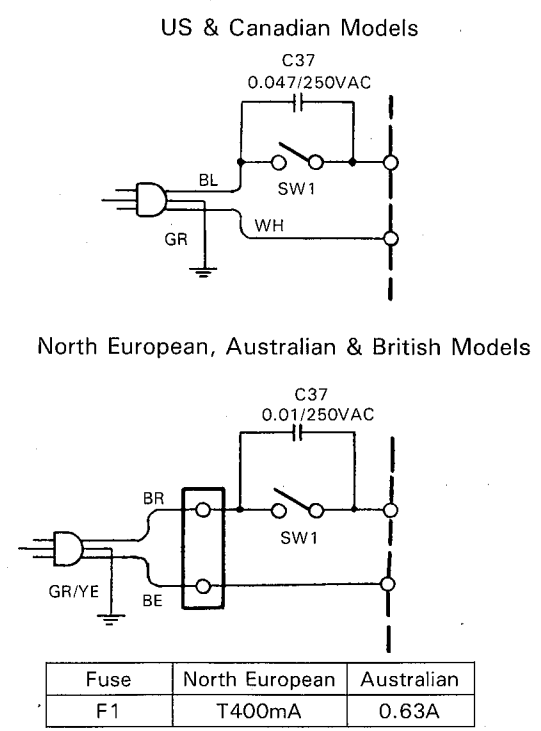 US & Canadian Models
C37
0.047/250VAC
BL
SW1
WH
GR
North European, Australian & British Models
C37
0.01/250VAC
BR
SW1
GR/YE
BE
Fuse North European Australian
F1 T400mA 0.63A